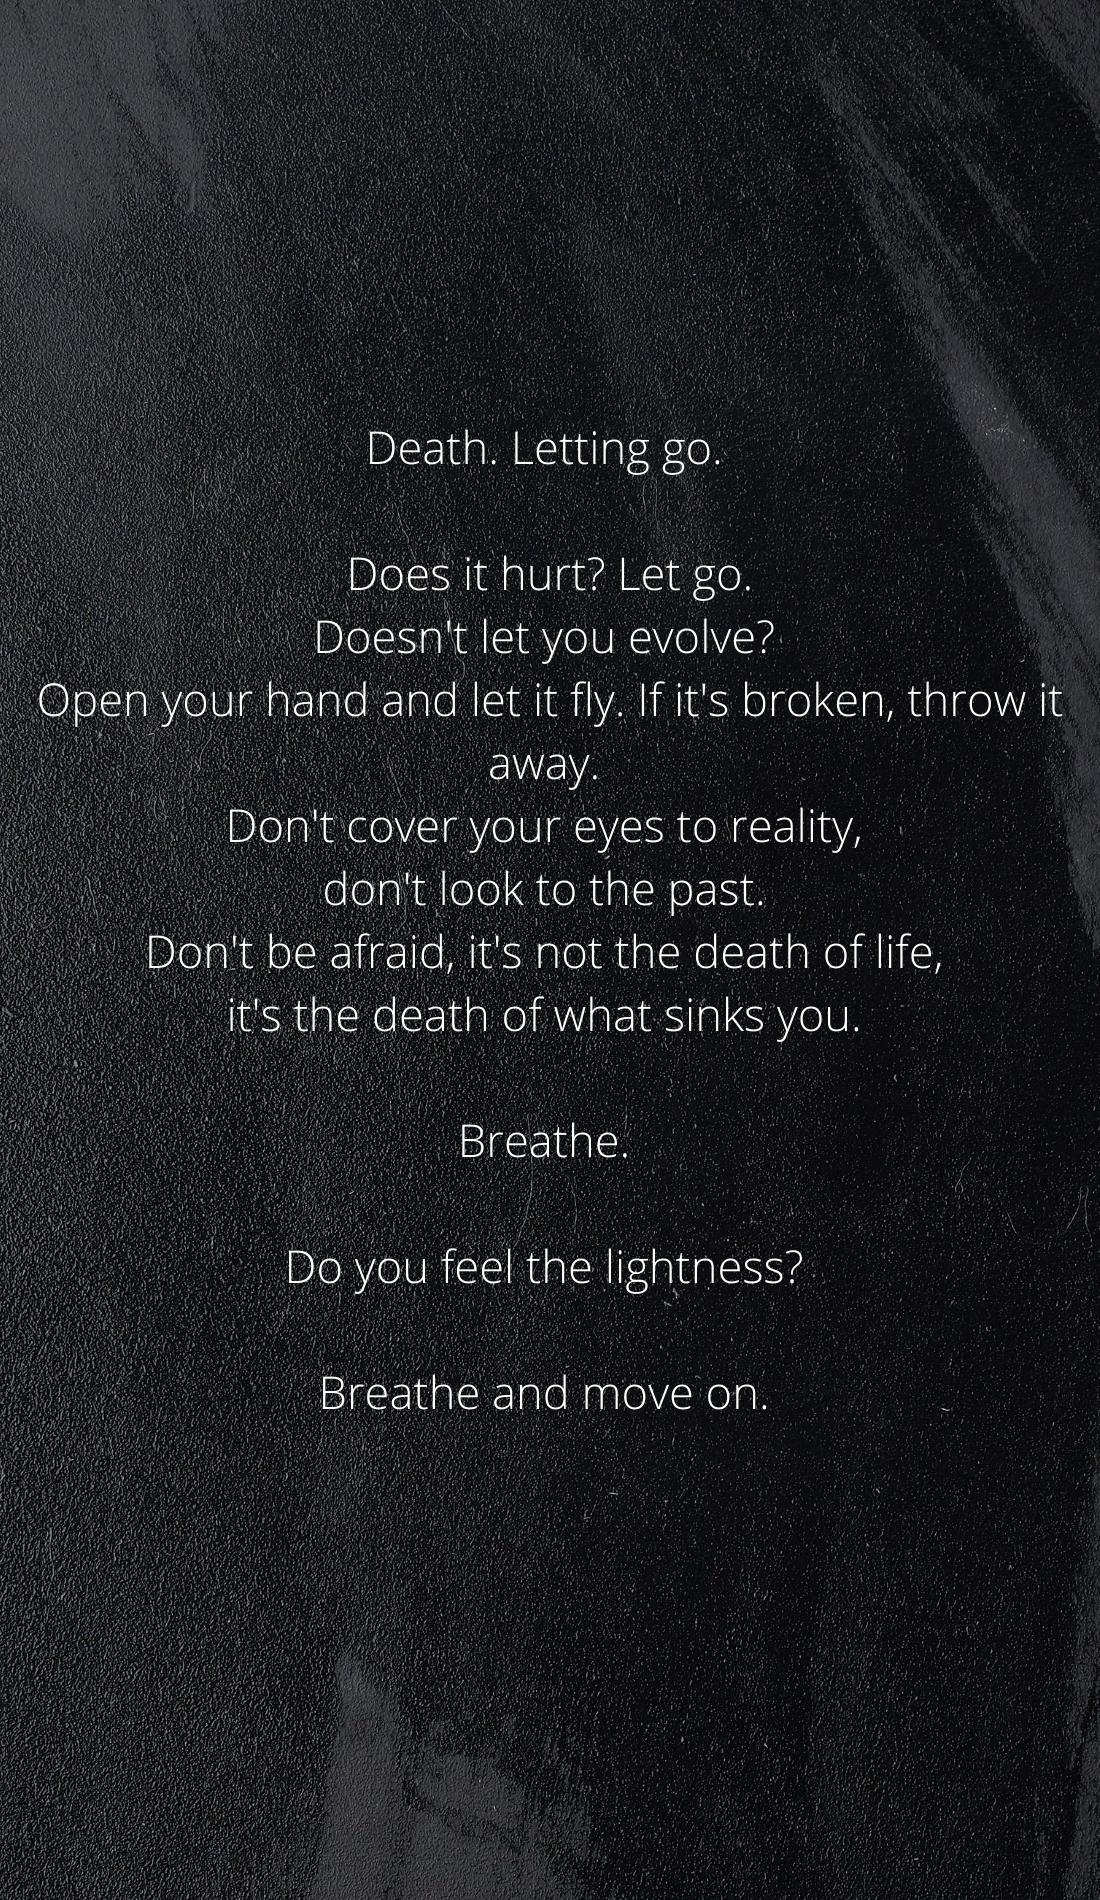 Death. Letting go.
Does it hurt? Let go.
Doesn't let you evolve?
Open your hand and let it fly. If it's broken, throw it
away.
Don't cover your eyes to reality,
don't look to the past.
Don't be afraid, it's not the death of life,
it's the death of what sinks you.
Breathe.
Do you feel the lightness?
Breathe and move on.